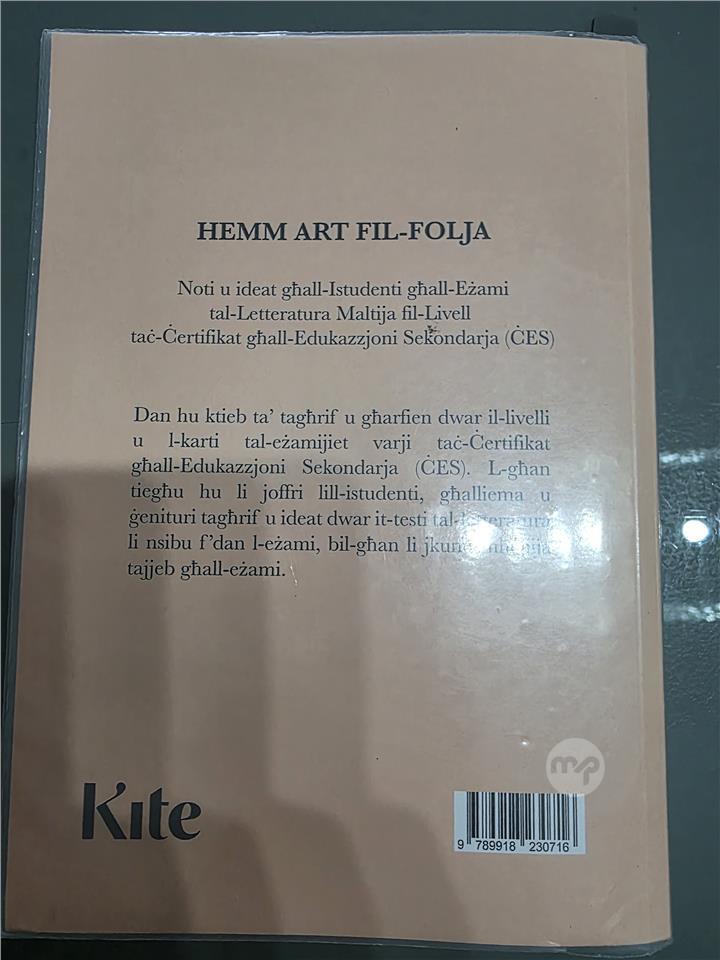 HEMM ART FIL-FOLJA
Noti u ideat għall-Istudenti għall-Eżami
tal-Letteratura Maltija fil-Livell
taċ-Ċertifikat għall-Edukazzjoni Sekondarja (ĊES)
Dan hu ktieb ta' tagħrif u għarfien dwar il-livelli
u l-karti tal-eżamijiet varji taċ-Ċertifikat
għall-Edukazzjoni Sekondarja (ĊES). L-għan
tiegħu hu li joffri lill-istudenti, għalliema u
ġenituri tagħrif u ideat dwar it-testi tal-letteratura
li nsibu f'dan l-eżami, bil-għan li
tajjeb għall-eżami.
mp
Kite
9 789918 230716